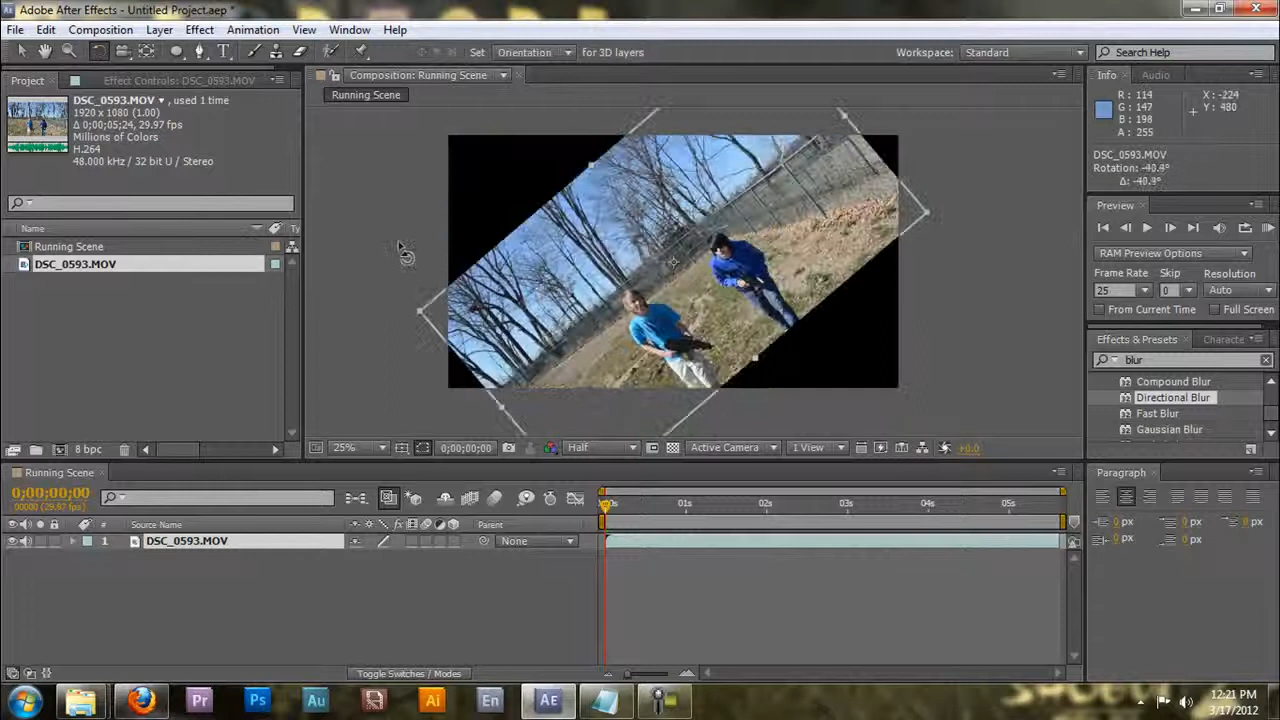 Adobe After Effects - Untitled Project.aep *
File Edit Composition Layer Effect Animation View Window Help
Set Orientation for 3D layers Workspace: Standard Search Help
Project Effect Controls: DSC_0593.MOV
DSC_0593.MOV, used 1 time
1920 x 1080 (1.00)
Δ 0;00;05;24, 29.97 fps
Millions of Colors
H.264
48.000 kHz / 32 bit U / Stereo
Name Ty
Running Scene
DSC_0593.MOV
8 bpc
Composition: Running Scene
Running Scene
25% 0;00;00;00 Half Active Camera 1 View +0.0
Info Audio
R: 114
G: 147
B: 198
A: 255
X: -224
Y: 480
DSC_0593.MOV
Rotation: -40.4°
Δ: -40.4°
Preview
RAM Preview Options
Frame Rate Skip Resolution
25 0 Auto
From Current Time Full Screen
Effects & Presets Characte
blur
Compound Blur
Directional Blur
Fast Blur
Gaussian Blur
Running Scene
0;00;00;00
00000 (29.97 fps)
# Source Name Parent
1 DSC_0593.MOV None
01s 02s 03s 04s 05s
Toggle Switches / Modes
Paragraph
0 px 0 px 0 px
0 px 0 px
Pr Ps Au Ai En AE
12:21 PM
3/17/2012